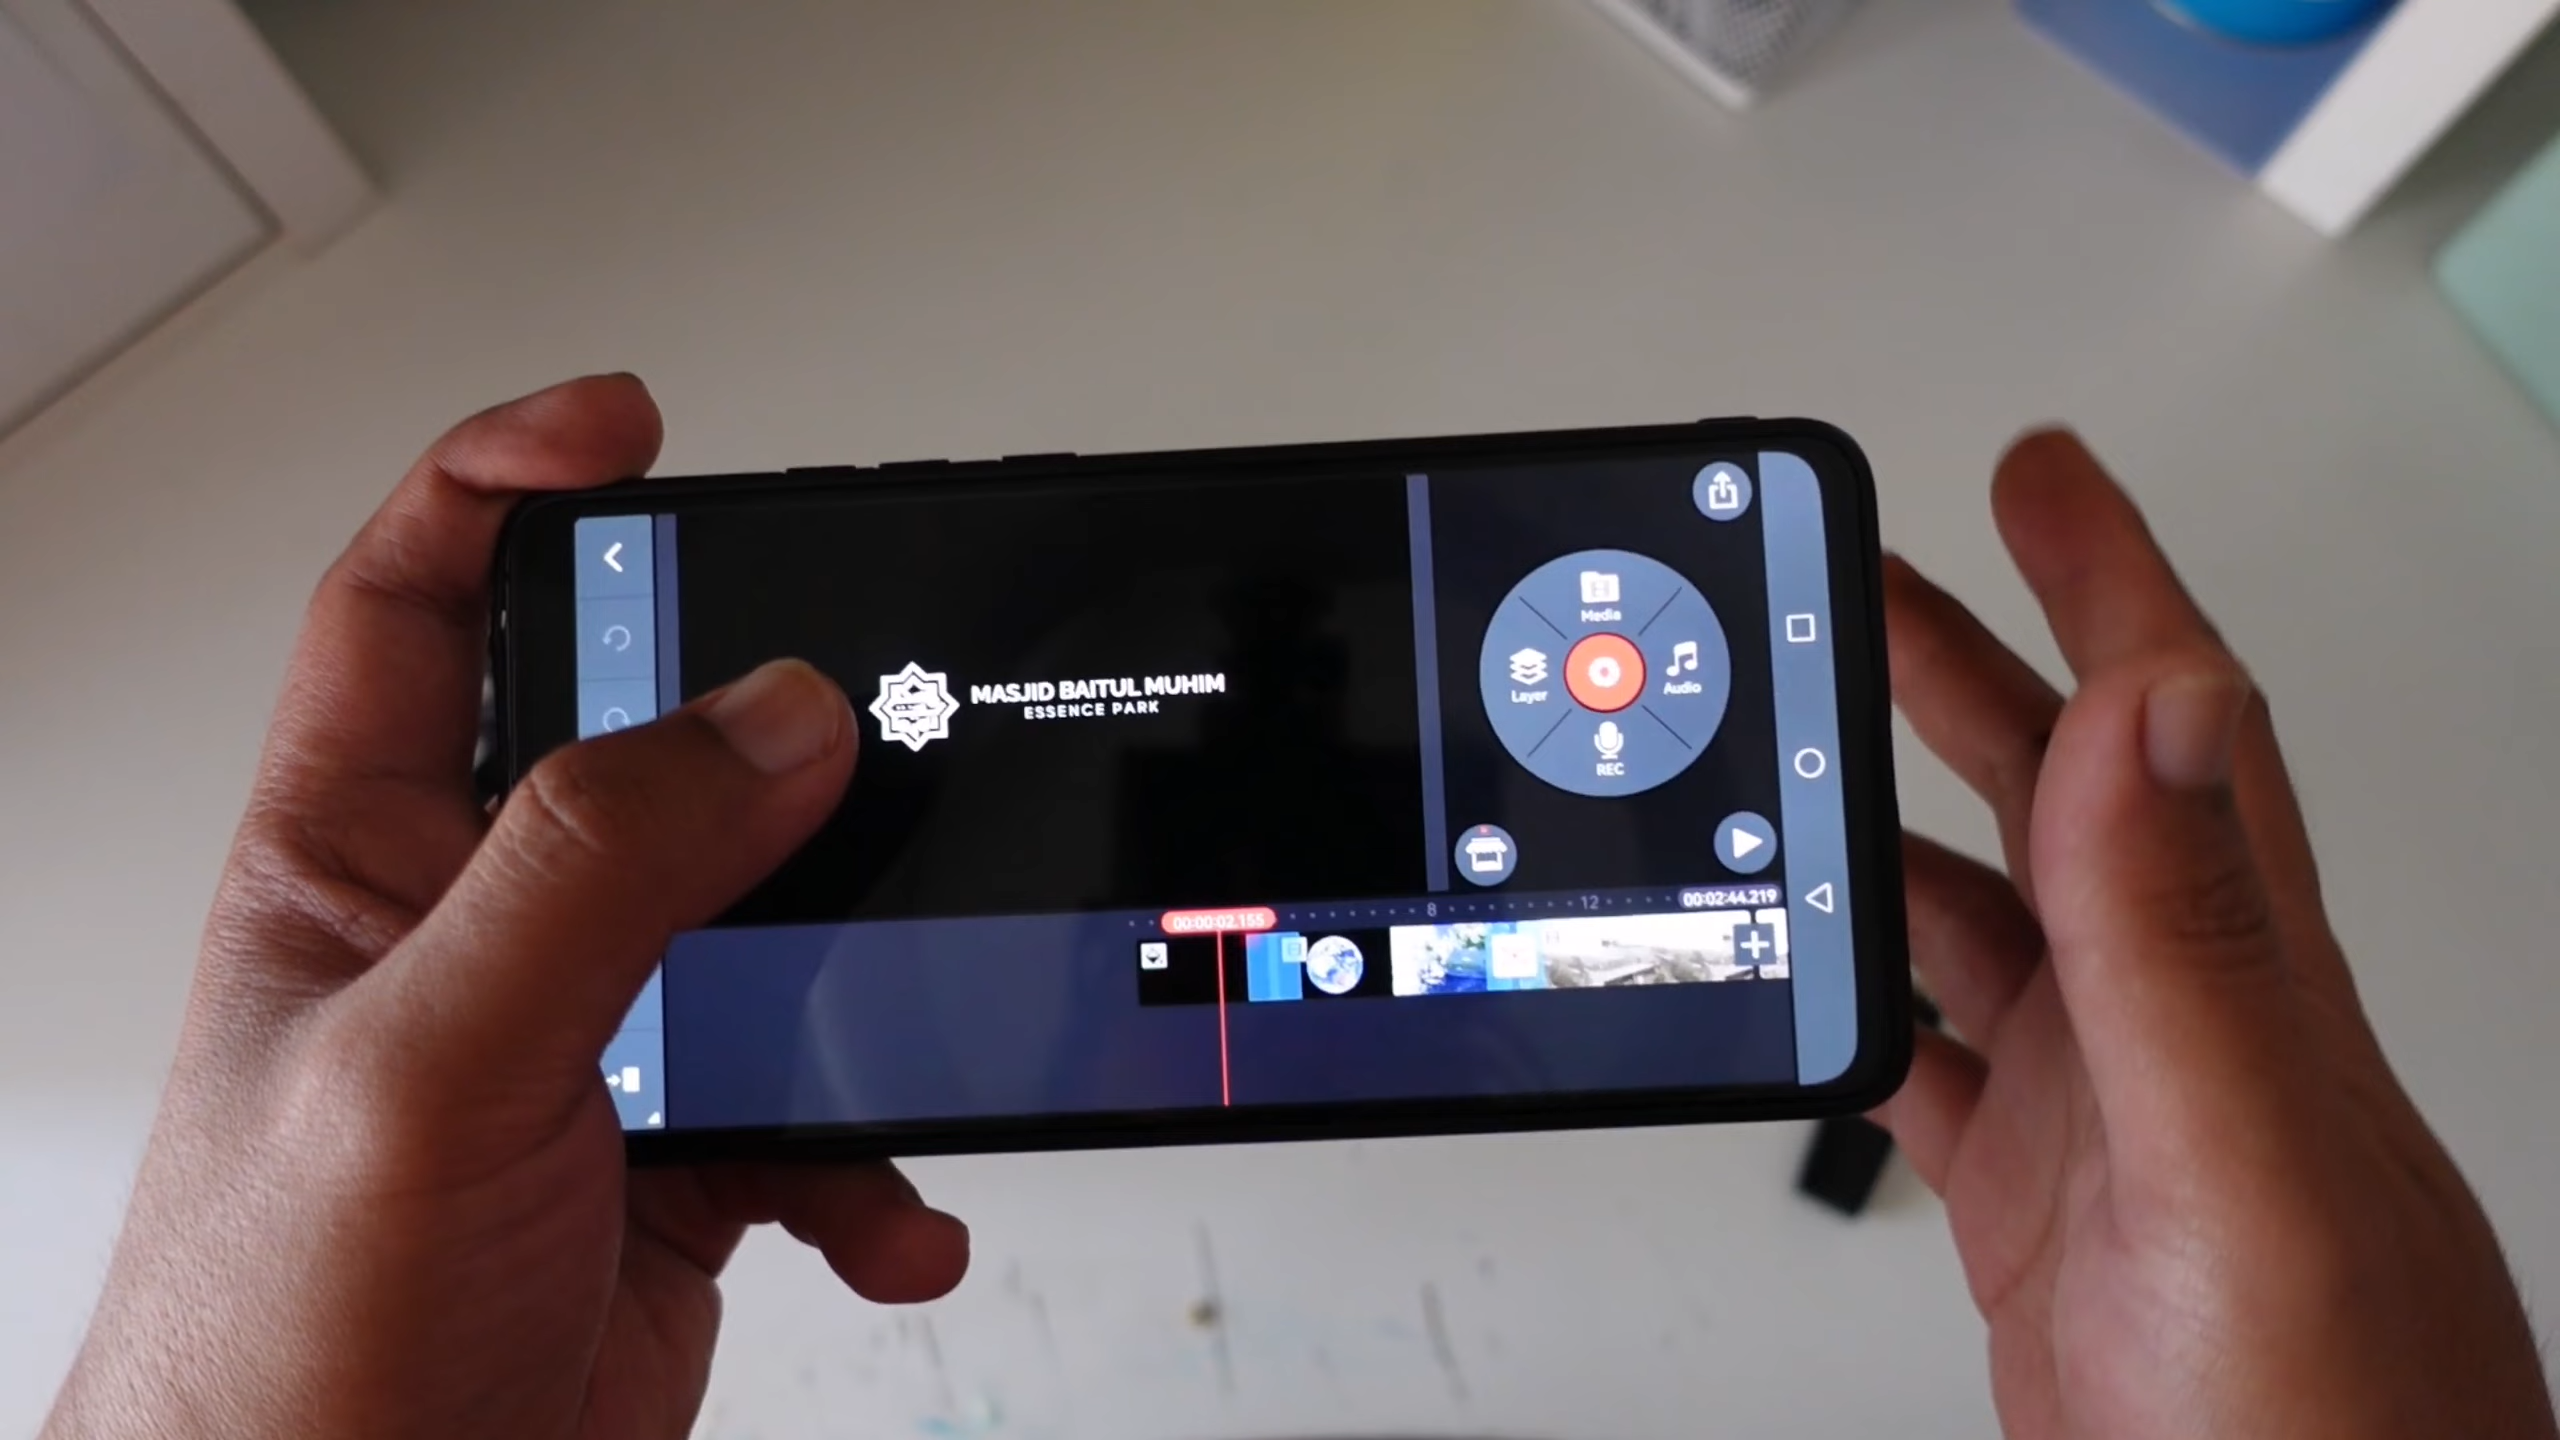 Media
Layer
Audio
REC
MASJID BAITUL MUHIM
ESSENCE PARK
00:00:02.155
8
12
00:02:44.219